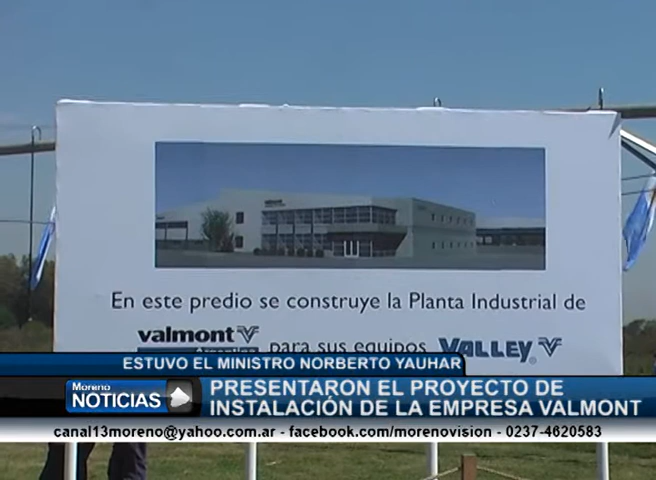 En este predio se construye la Planta Industrial de
valmont
Argentina para sus equipos VALLEY®
ESTUVO EL MINISTRO NORBERTO YAUHAR
Moreno
NOTICIAS
PRESENTARON EL PROYECTO DE
INSTALACIÓN DE LA EMPRESA VALMONT
canal13moreno@yahoo.com.ar - facebook.com/morenovision - 0237-4620583